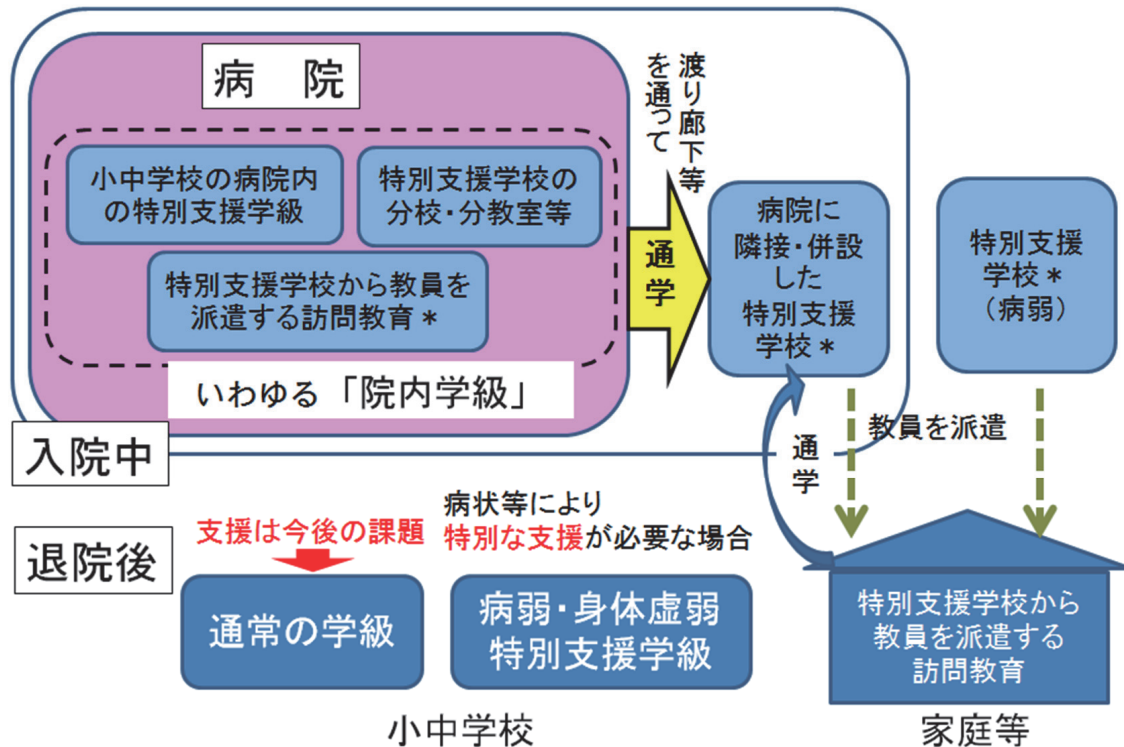 病　院
小中学校の病院内
の特別支援学級
特別支援学校の
分校・分教室等
特別支援学校から教員を
派遣する訪問教育＊
いわゆる「院内学級」
渡り廊下等
を通って
通学
病院に
隣接・併設
した
特別支援
学校＊
特別支援
学校＊
（病弱）
入院中
通学
教員を派遣
退院後
支援は今後の課題
病状等により
特別な支援が必要な場合
通常の学級
病弱・身体虚弱
特別支援学級
特別支援学校から
教員を派遣する
訪問教育
小中学校
家庭等